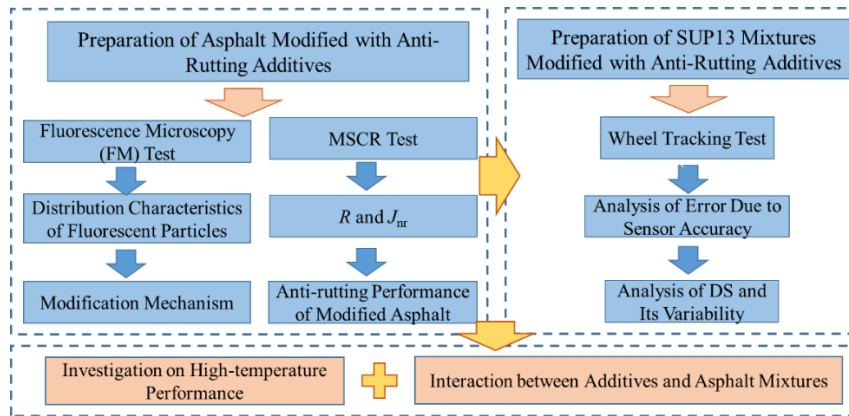 Preparation of Asphalt Modified with Anti-
Rutting Additives
Fluorescence Microscopy
(FM) Test
Distribution Characteristics
of Fluorescent Particles
Modification Mechanism
MSCR Test
R and Jnr
Anti-rutting Performance
of Modified Asphalt
Preparation of SUP13 Mixtures
Modified with Anti-Rutting Additives
Wheel Tracking Test
Analysis of Error Due to
Sensor Accuracy
Analysis of DS and
Its Variability
Investigation on High-temperature
Performance
Interaction between Additives and Asphalt Mixtures